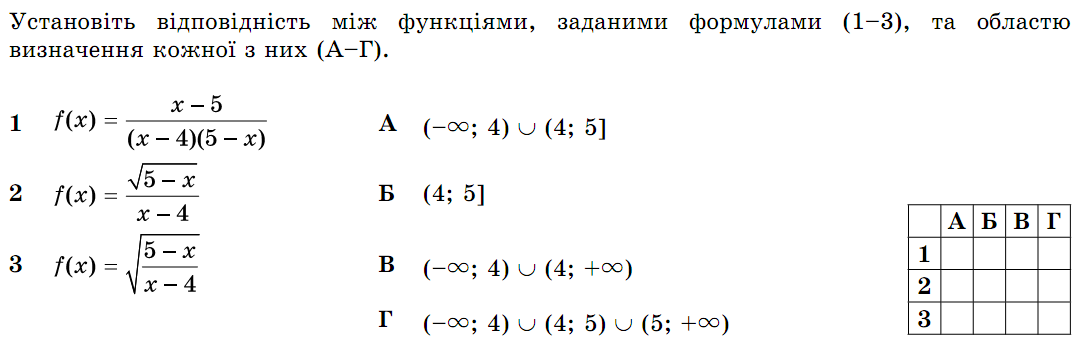 Установіть відповідність між функціями, заданими формулами (1–3), та областю
визначення кожної з них (А–Г).
1 f(x) = (x – 5)/((x – 4)(5 – x)) А (–∞; 4) ∪ (4; 5]
2 f(x) = √(5 – x)/(x – 4) Б (4; 5]
3 f(x) = √((5 – x)/(x – 4)) В (–∞; 4) ∪ (4; +∞)
Г (–∞; 4) ∪ (4; 5) ∪ (5; +∞)
А Б В Г
1
2
3